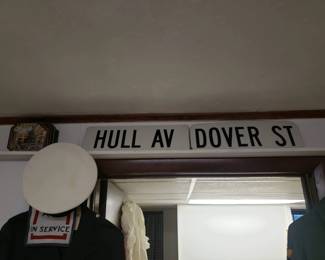 HULL AV
DOVER ST
IN SERVICE